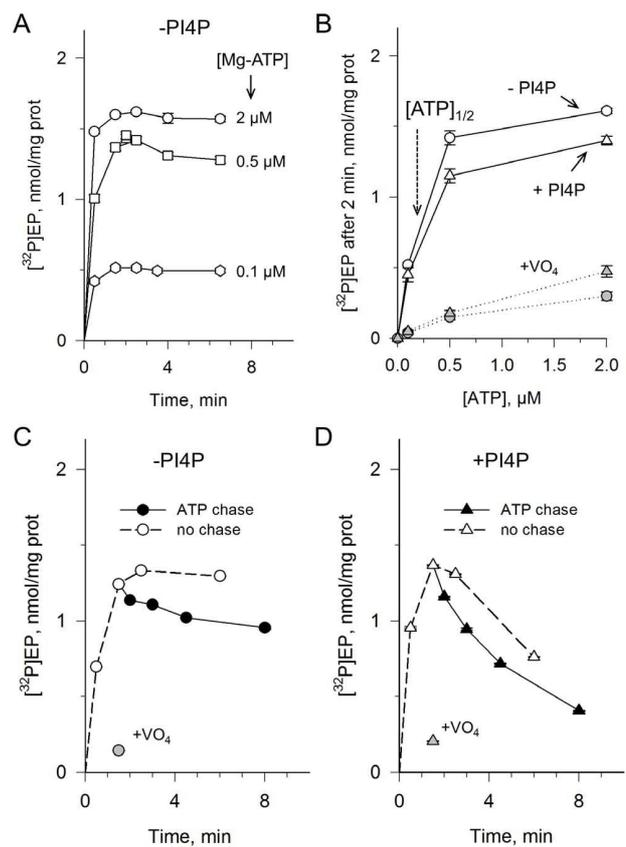 A
-PI4P
[Mg-ATP]
2 µM
0.5 µM
0.1 µM
[³²P]EP, nmol/mg prot
2
1
0
0 4 8
Time, min
B
[³²P]EP after 2 min, nmol/mg prot
2
1
0
- PI4P
[ATP]₁/₂
+ PI4P
+VO₄
0.0 0.5 1.0 1.5 2.0
[ATP], µM
C
-PI4P
ATP chase
no chase
[³²P]EP, nmol/mg prot
2
1
0
+VO₄
0 4 8
Time, min
D
+PI4P
ATP chase
no chase
[³²P]EP, nmol/mg prot
2
1
0
+VO₄
0 4 8
Time, min